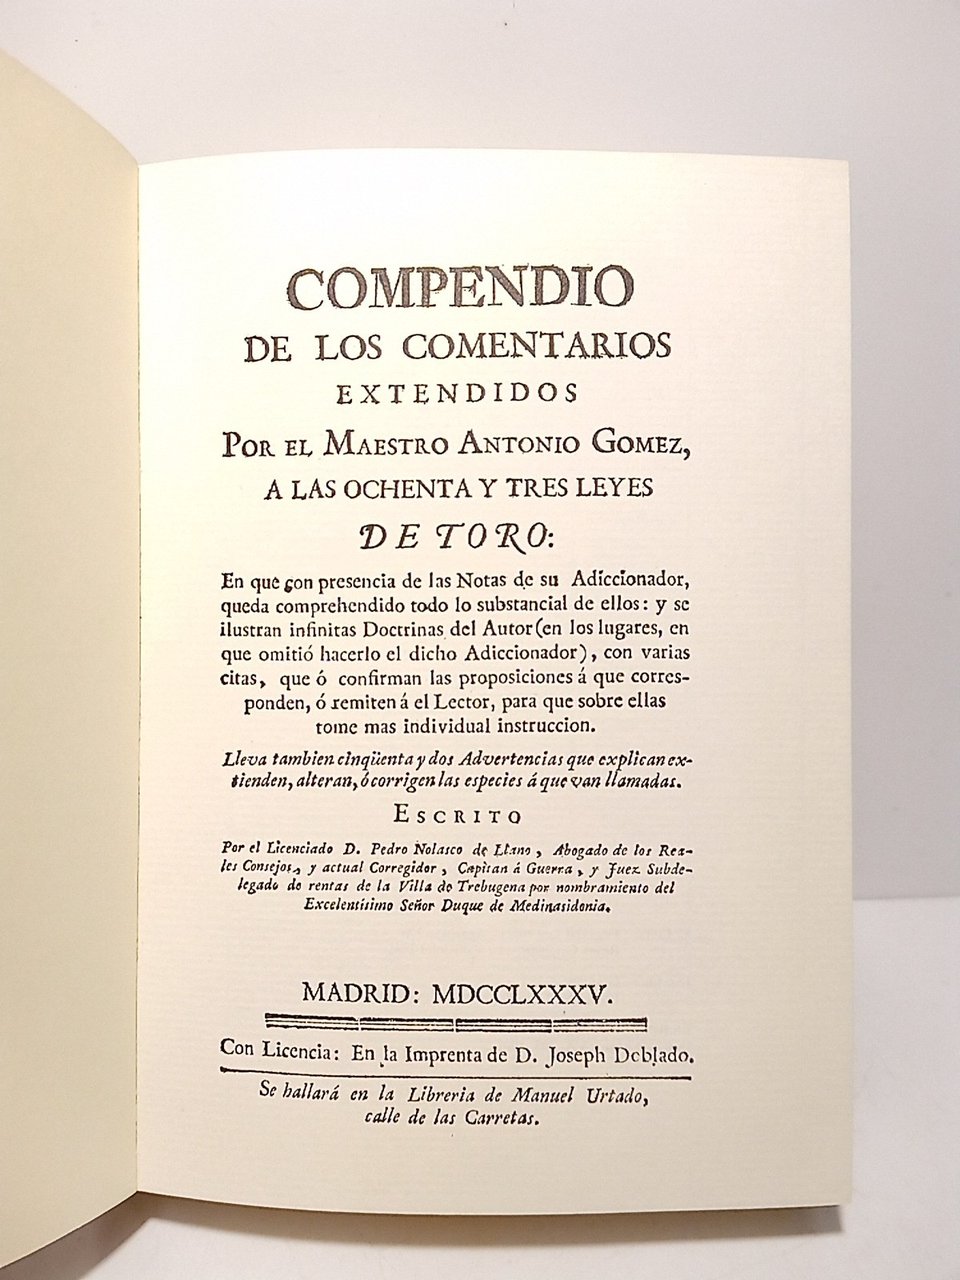 COMPENDIO
DE LOS COMENTARIOS
EXTENDIDOS
POR EL MAESTRO ANTONIO GOMEZ,
A LAS OCHENTA Y TRES LEYES
DE TORO:
En que con presencia de las Notas de su Adiccionador,
queda comprehendido todo lo substancial de ellos: y se
ilustran infinitas Doctrinas del Autor (en los lugares, en
que omitió hacerlo el dicho Adiccionador), con varias
citas, que ó confirman las proposiciones á que corres-
ponden, ó remiten á el Lector, para que sobre ellas
tome mas individual instruccion.
Lleva tambien cinqüenta y dos Advertencias que explican ex-
tienden, alteran, ó corrigen las especies á que van llamadas.
ESCRITO
Por el Licenciado D. Pedro Nolasco de Llano, Abogado de los Rea-
les Consejos, y actual Corregidor, Capitan á Guerra, y Juez Subde-
legado de rentas de la Villa de Trebugena por nombramiento del
Excelentisimo Señor Duque de Medinasidonia.
MADRID: MDCCLXXXV.
Con Licencia: En la Imprenta de D. Joseph Doblado.
Se hallará en la Libreria de Manuel Urtado,
calle de las Carretas.